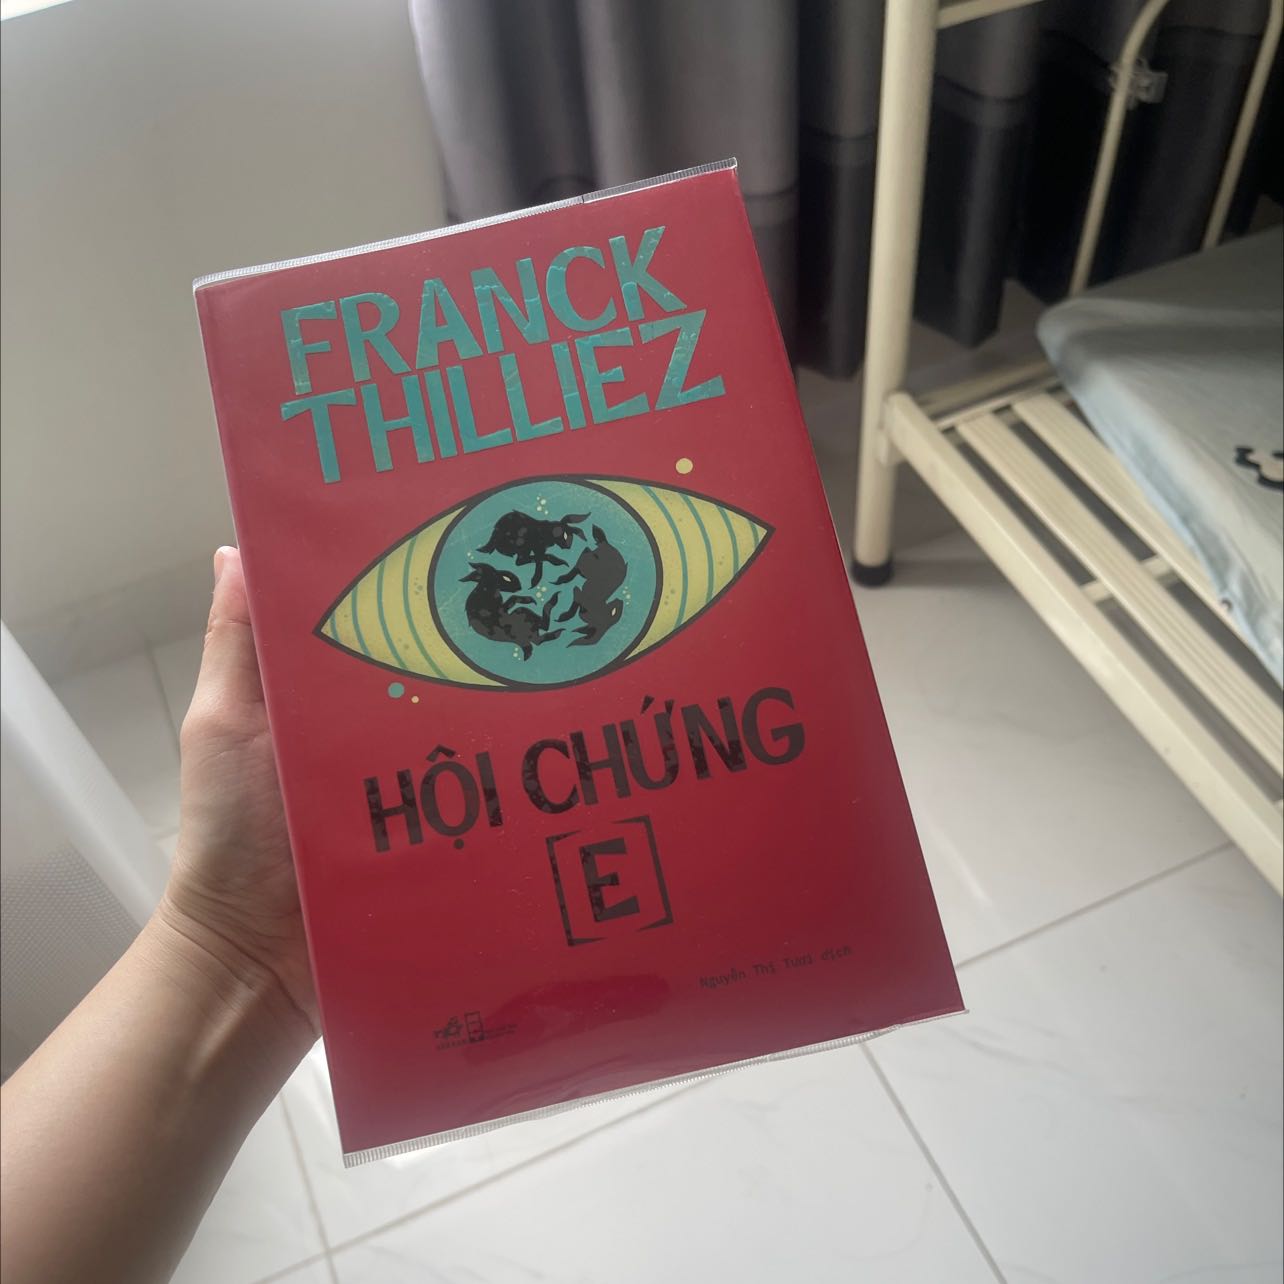 FRANCK
THILLIEZ
HỘI CHỨNG
[E]
Nguyễn Thị Tươi dịch